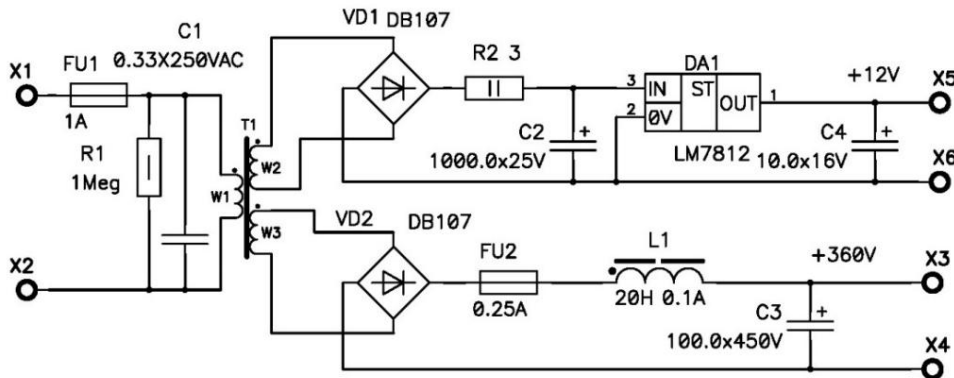 C1
0.33X250VAC
X1
FU1
1A
R1
1Meg
X2
T1
W1
W2
W3
VD1 DB107
R2 3
C2
1000.0x25V
DA1
3
IN
ST
2
0V
OUT
1
LM7812
+12V
X5
C4
10.0x16V
X6
VD2
DB107
FU2
0.25A
L1
20H 0.1A
+360V
X3
C3
100.0x450V
X4